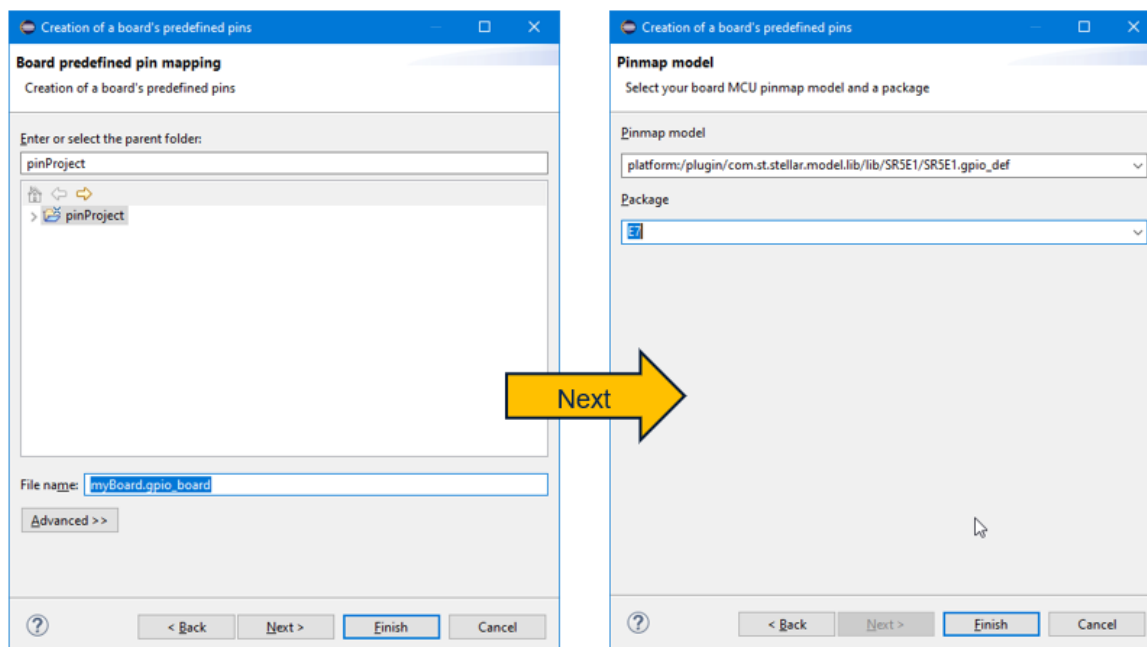 Creation of a board's predefined pins
Board predefined pin mapping
Creation of a board's predefined pins
Enter or select the parent folder:
pinProject
pinProject
File name: myBoard.gpio_board
Advanced >>
< Back Next > Finish Cancel
Next
Creation of a board's predefined pins
Pinmap model
Select your board MCU pinmap model and a package
Pinmap model
platform:/plugin/com.st.stellar.model.lib/lib/SR5E1/SR5E1.gpio_def
Package
E7
< Back Next > Finish Cancel